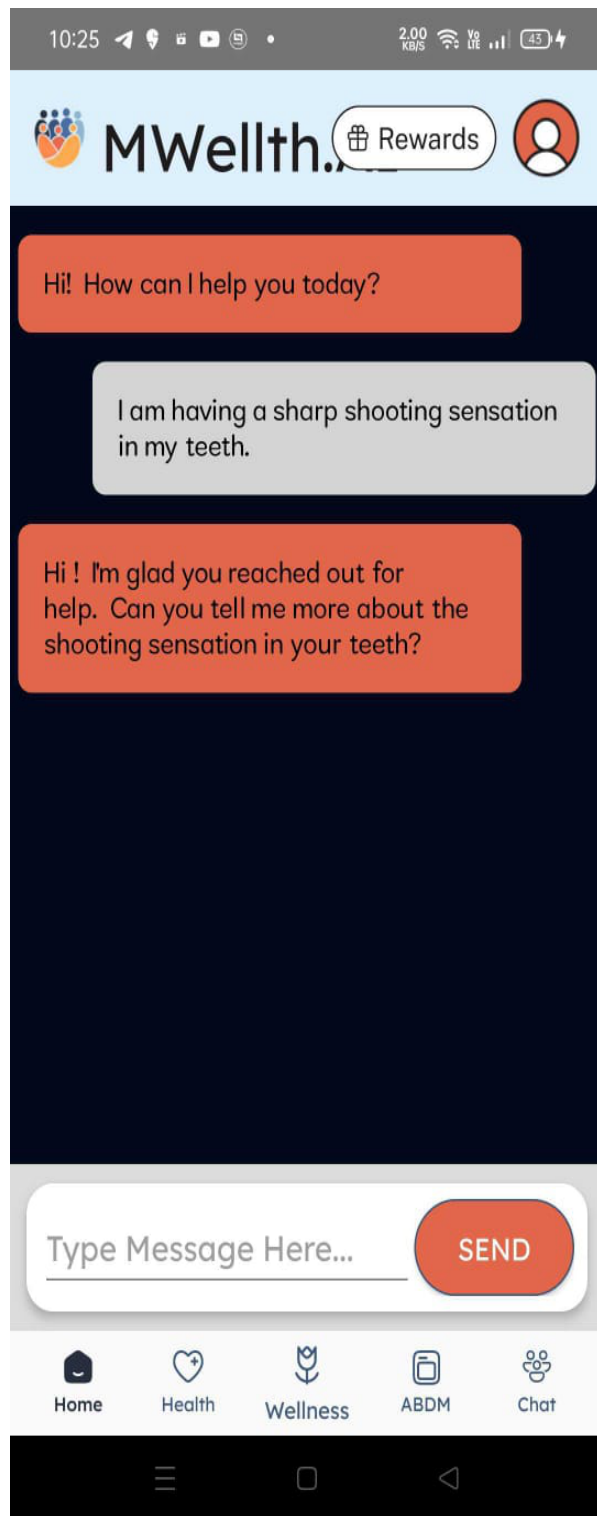 10:25
2.00
KB/S
Vo
LTE
43
MWellth.
Rewards
Hi! How can I help you today?
I am having a sharp shooting sensation
in my teeth.
Hi ! I'm glad you reached out for
help. Can you tell me more about the
shooting sensation in your teeth?
Type Message Here...
SEND
Home
Health
Wellness
ABDM
Chat